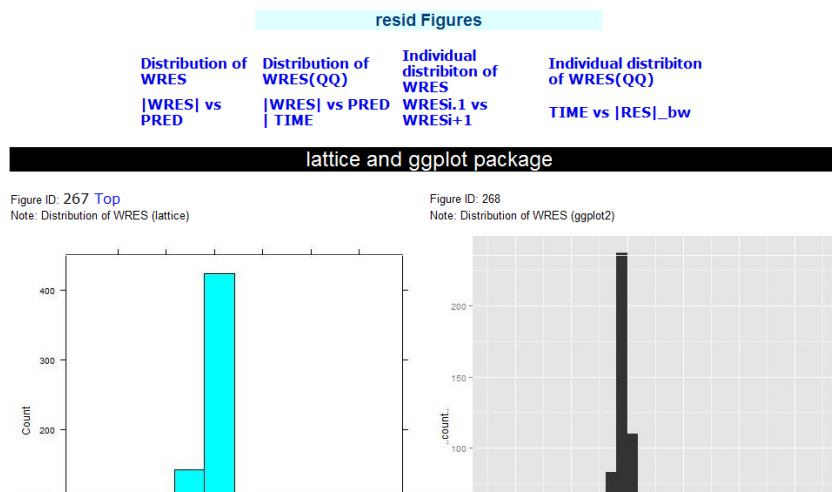 resid Figures
Distribution of WRES
Distribution of WRES(QQ)
Individual distribiton of WRES
Individual distribiton of WRES(QQ)
|WRES| vs PRED
|WRES| vs PRED | TIME
WRESi.1 vs WRESi+1
TIME vs |RES|_bw
lattice and ggplot package
Figure ID: 267 Top
Note: Distribution of WRES (lattice)
Figure ID: 268
Note: Distribution of WRES (ggplot2)
400
300
200
Count
200
150
100
..count..